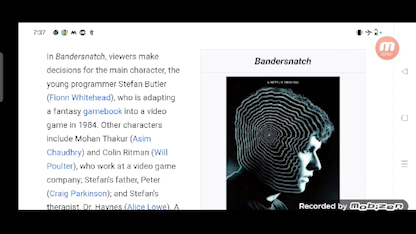 7:37
In Bandersnatch, viewers make
decisions for the main character, the
young programmer Stefan Butler
(Fionn Whitehead), who is adapting
a fantasy gamebook into a video
game in 1984. Other characters
include Mohan Thakur (Asim
Chaudhry) and Colin Ritman (Will
Poulter), who work at a video game
company; Stefan's father, Peter
(Craig Parkinson); and Stefan's
therapist, Dr. Haynes (Alice Lowe). A
Bandersnatch
A NETFLIX ORIGINAL
Recorded by Mobizen